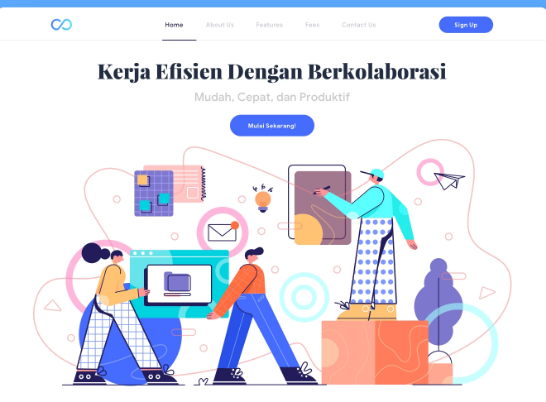 Home
About Us
Features
Fees
Contact Us
Sign Up
Kerja Efisien Dengan Berkolaborasi
Mudah, Cepat, dan Produktif
Mulai Sekarang!